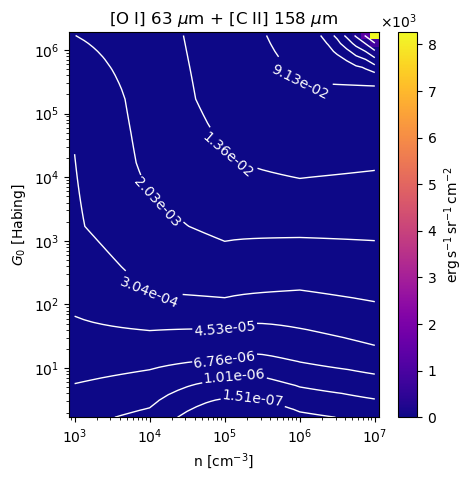 [O I] 63 μm + [C II] 158 μm
×10³
8
7
6
5
4
3
2
1
0
erg s⁻¹ sr⁻¹ cm⁻²
10⁶
10⁵
10⁴
10³
10²
10¹
G₀ [Habing]
9.13e-02
1.36e-02
2.03e-03
3.04e-04
4.53e-05
6.76e-06
1.01e-06
1.51e-07
10³
10⁴
10⁵
10⁶
10⁷
n [cm⁻³]